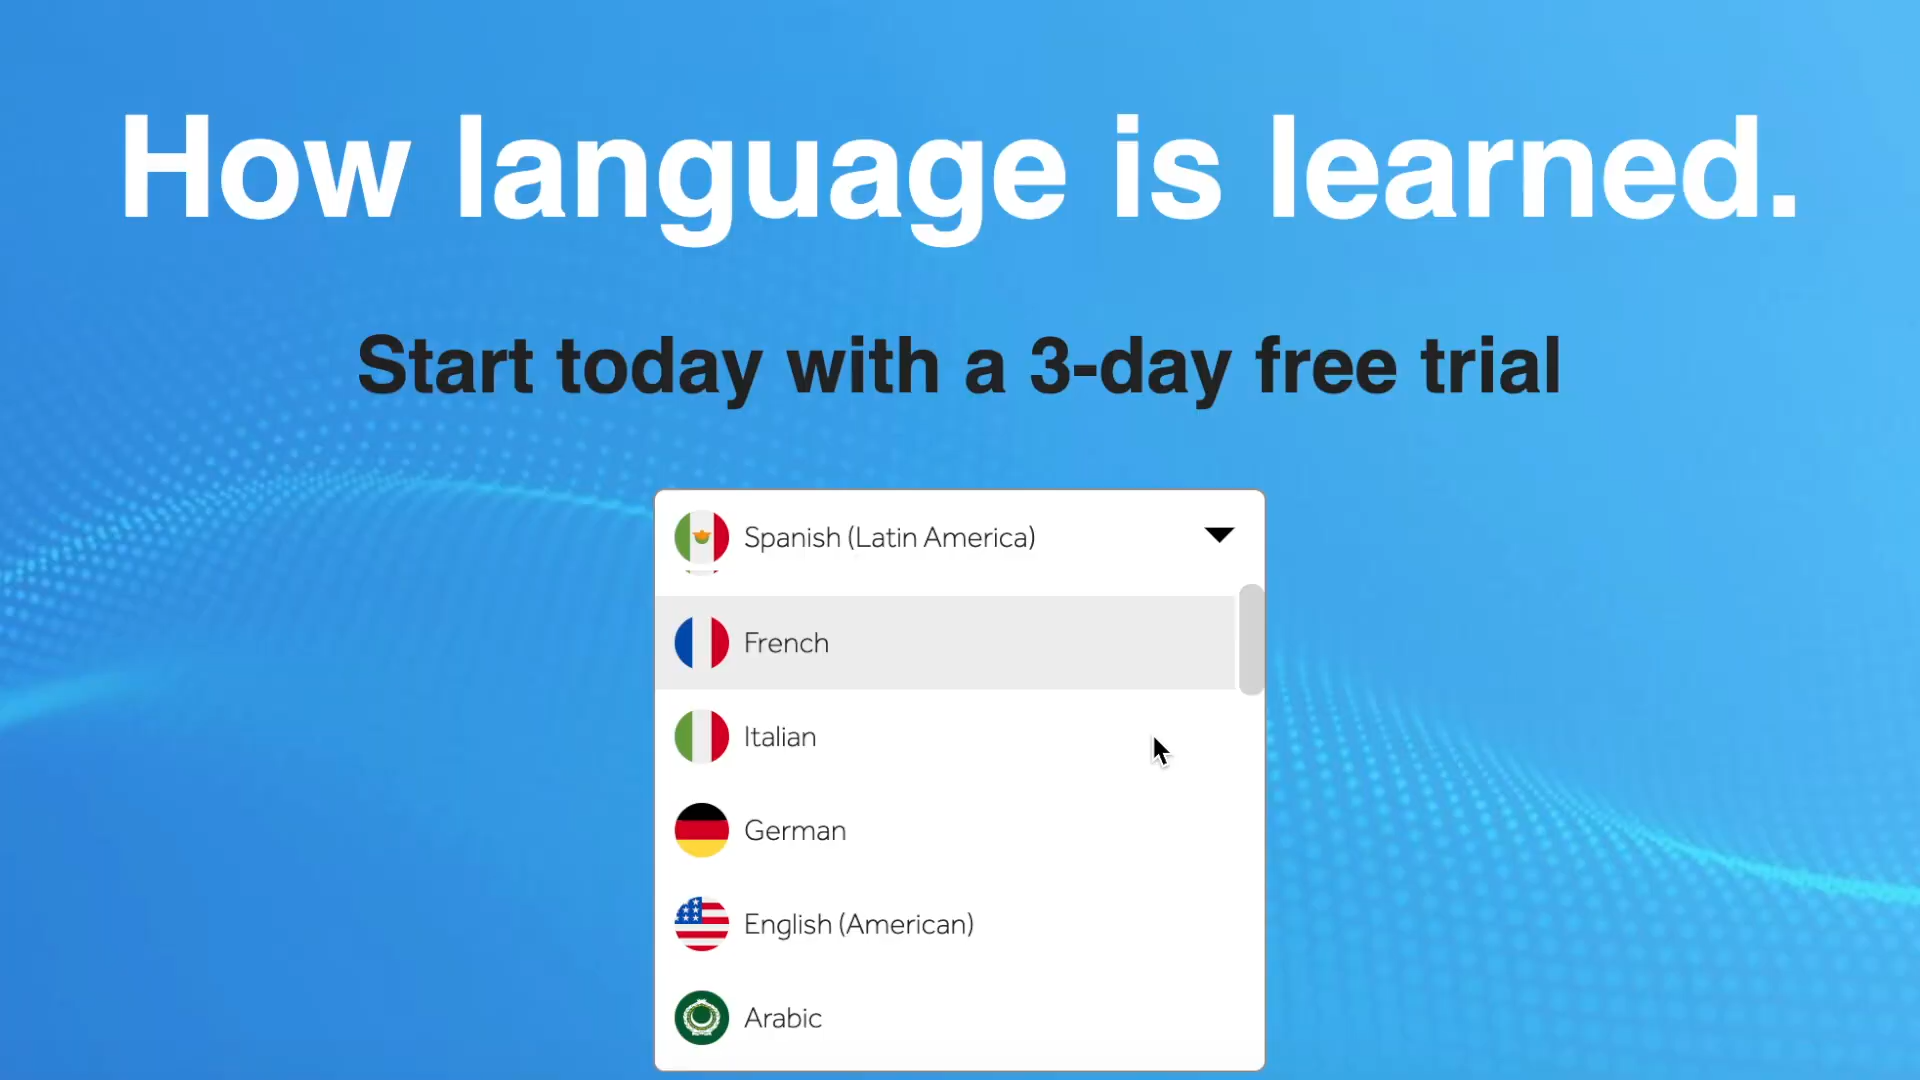 How language is learned.
Start today with a 3-day free trial
Spanish (Latin America)
French
Italian
German
English (American)
Arabic